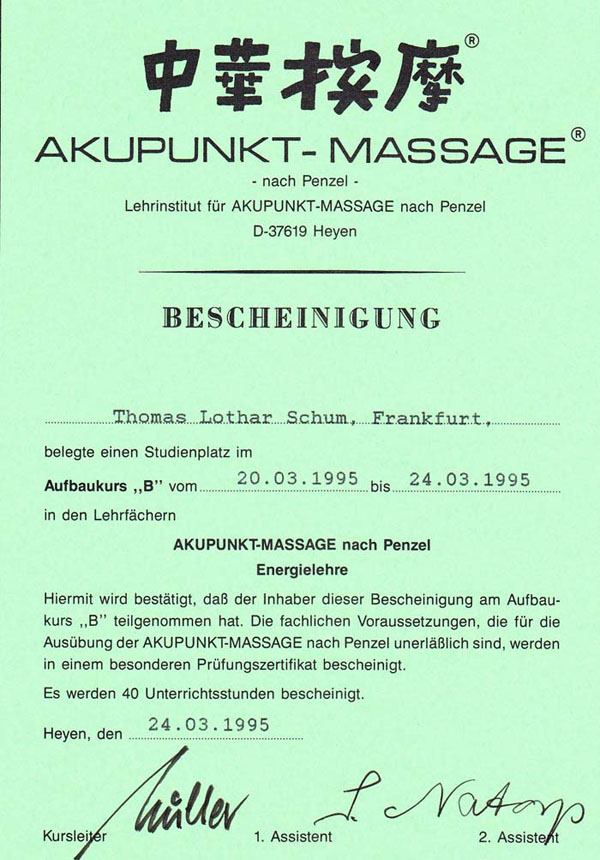 中華按摩®
AKUPUNKT-MASSAGE®
- nach Penzel -
Lehrinstitut für AKUPUNKT-MASSAGE nach Penzel
D-37619 Heyen
BESCHEINIGUNG
Thomas Lothar Schum, Frankfurt,
belegte einen Studienplatz im
Aufbaukurs ,,B'' vom 20.03.1995 bis 24.03.1995
in den Lehrfächern
AKUPUNKT-MASSAGE nach Penzel
Energielehre
Hiermit wird bestätigt, daß der Inhaber dieser Bescheinigung am Aufbau-
kurs ,,B'' teilgenommen hat. Die fachlichen Voraussetzungen, die für die
Ausübung der AKUPUNKT-MASSAGE nach Penzel unerläßlich sind, werden
in einem besonderen Prüfungszertifikat bescheinigt.
Es werden 40 Unterrichtsstunden bescheinigt.
Heyen, den 24.03.1995
Müller S. Natorp
Kursleiter 1. Assistent 2. Assistent